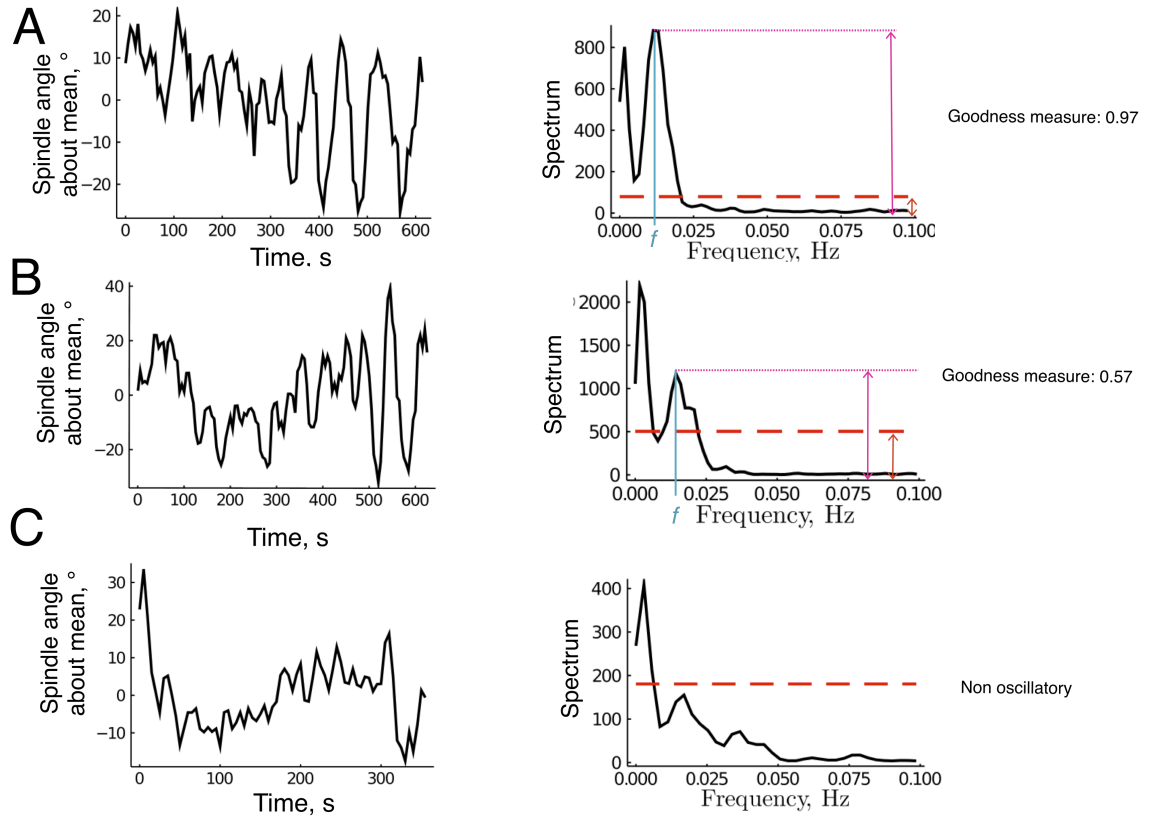 A
Spindle angle
about mean, °
20
10
0
−10
−20
0 100 200 300 400 500 600
Time. s
Spectrum
800
600
400
200
0
0.000 0.025 0.050 0.075 0.100
f
Frequency, Hz
Goodness measure: 0.97
B
Spindle angle
about mean, °
40
20
0
−20
0 100 200 300 400 500 600
Time, s
Spectrum
2000
1500
1000
500
0
0.000 0.025 0.050 0.075 0.100
f Frequency, Hz
Goodness measure: 0.57
C
Spindle angle
about mean, °
30
20
10
0
−10
0 100 200 300
Time, s
Spectrum
400
300
200
100
0
0.000 0.025 0.050 0.075 0.100
Frequency, Hz
Non oscillatory